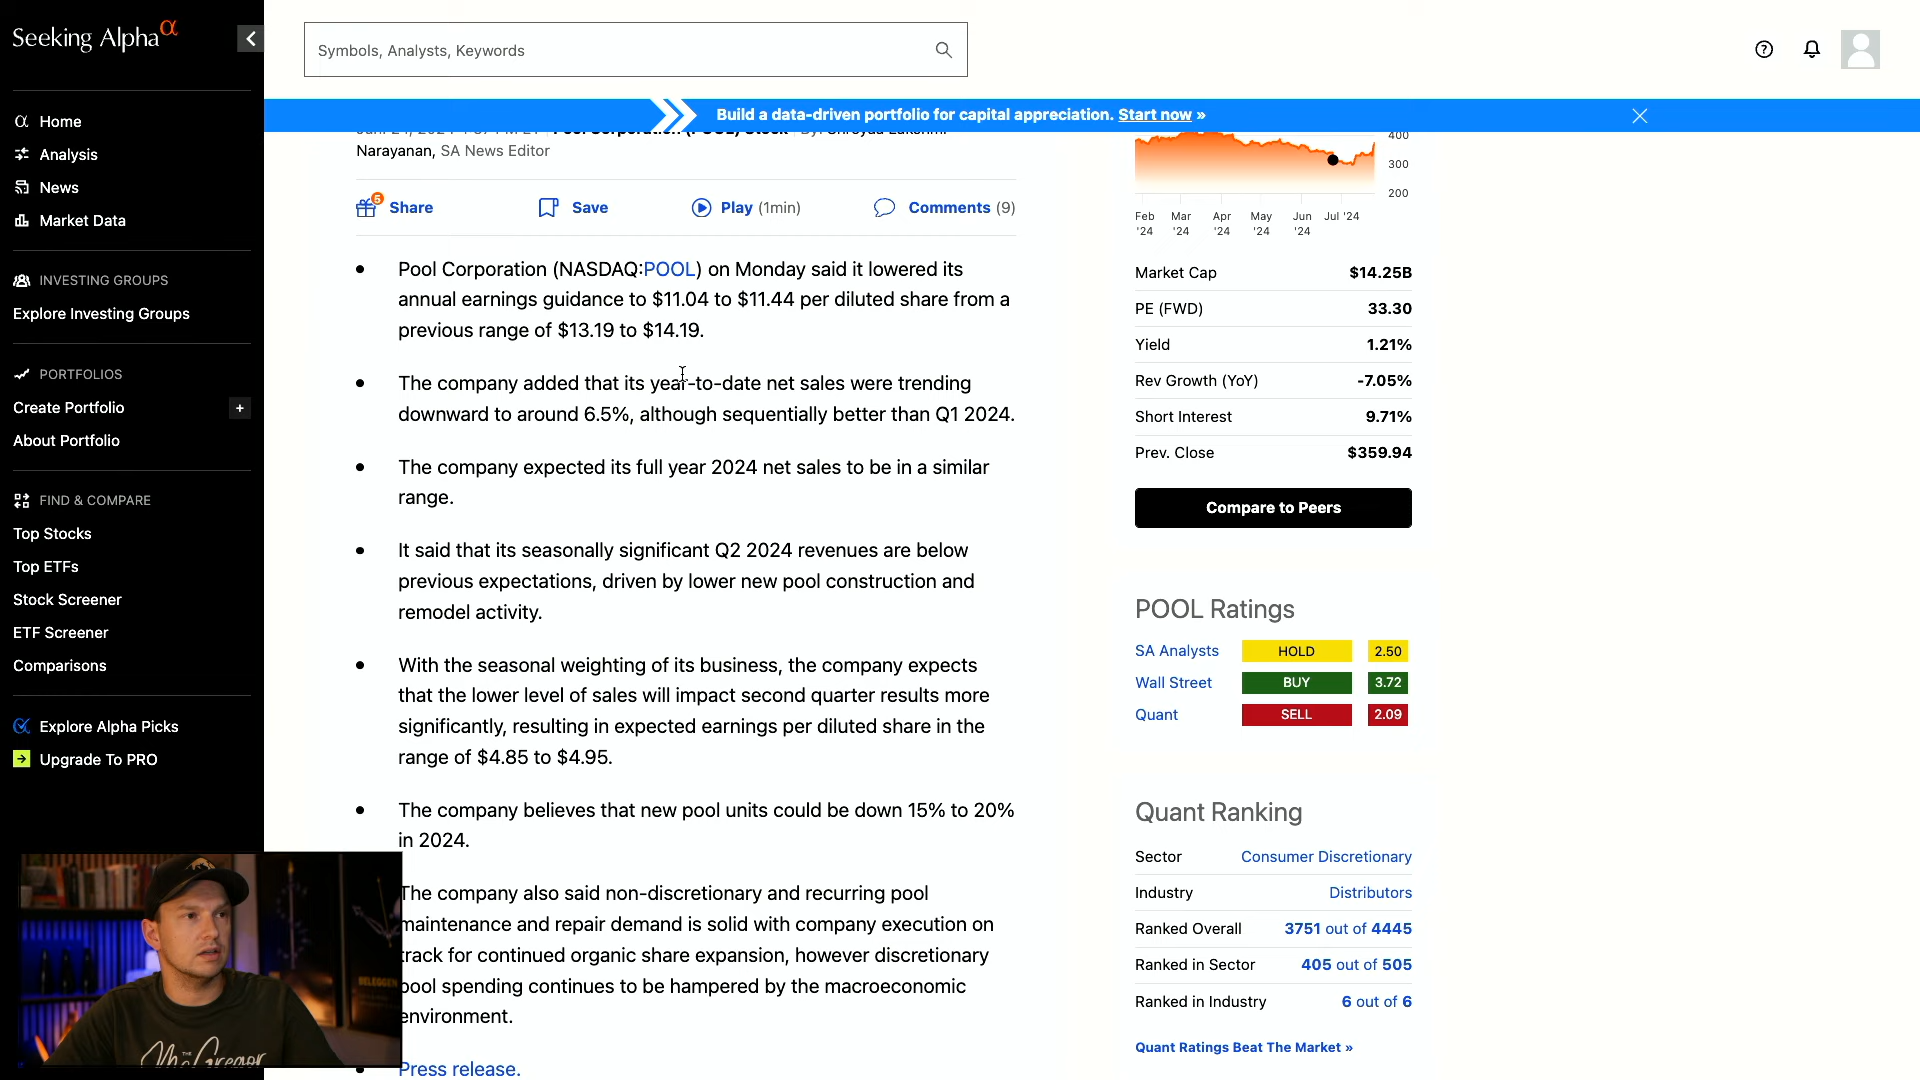 Seeking Alpha α
Home
Analysis
News
Market Data
INVESTING GROUPS
Explore Investing Groups
PORTFOLIOS
Create Portfolio +
About Portfolio
FIND & COMPARE
Top Stocks
Top ETFs
Stock Screener
ETF Screener
Comparisons
Explore Alpha Picks
Upgrade To PRO
Symbols, Analysts, Keywords
Build a data-driven portfolio for capital appreciation. Start now »
Narayanan, SA News Editor
5 Share
Save
Play (1min)
Comments (9)
Pool Corporation (NASDAQ:POOL) on Monday said it lowered its
annual earnings guidance to $11.04 to $11.44 per diluted share from a
previous range of $13.19 to $14.19.
The company added that its year-to-date net sales were trending
downward to around 6.5%, although sequentially better than Q1 2024.
The company expected its full year 2024 net sales to be in a similar
range.
It said that its seasonally significant Q2 2024 revenues are below
previous expectations, driven by lower new pool construction and
remodel activity.
With the seasonal weighting of its business, the company expects
that the lower level of sales will impact second quarter results more
significantly, resulting in expected earnings per diluted share in the
range of $4.85 to $4.95.
The company believes that new pool units could be down 15% to 20%
in 2024.
The company also said non-discretionary and recurring pool
maintenance and repair demand is solid with company execution on
track for continued organic share expansion, however discretionary
pool spending continues to be hampered by the macroeconomic
environment.
Press release.
400
300
200
Feb '24 Mar '24 Apr '24 May '24 Jun '24 Jul '24
Market Cap $14.25B
PE (FWD) 33.30
Yield 1.21%
Rev Growth (YoY) -7.05%
Short Interest 9.71%
Prev. Close $359.94
Compare to Peers
POOL Ratings
SA Analysts HOLD 2.50
Wall Street BUY 3.72
Quant SELL 2.09
Quant Ranking
Sector Consumer Discretionary
Industry Distributors
Ranked Overall 3751 out of 4445
Ranked in Sector 405 out of 505
Ranked in Industry 6 out of 6
Quant Ratings Beat The Market »
BELEGGEN
THE
McGregor